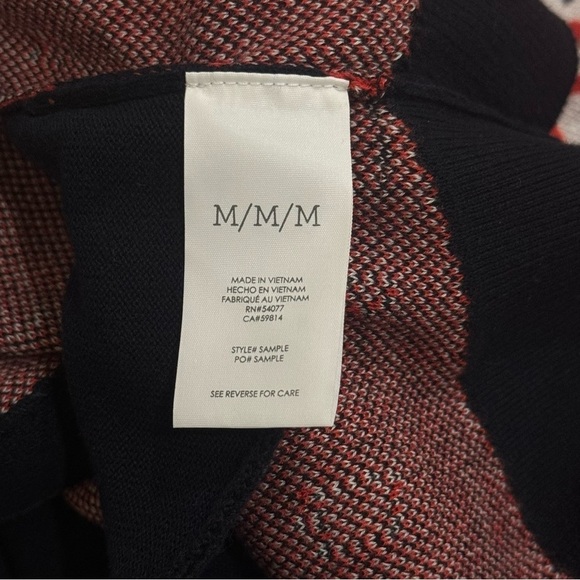 M/M/M
MADE IN VIETNAM
HECHO EN VIETNAM
FABRIQUÉ AU VIETNAM
RN#54077
CA#59814
STYLE# SAMPLE
PO# SAMPLE
SEE REVERSE FOR CARE